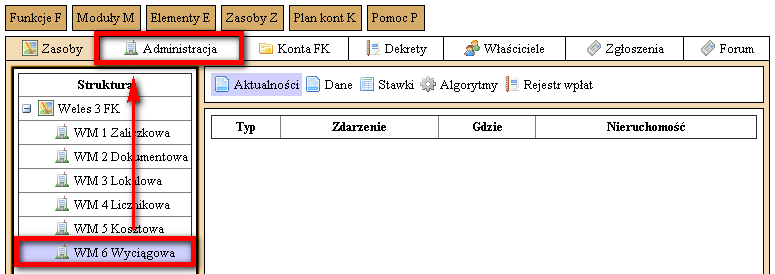 Funkcje F Moduły M Elementy E Zasoby Z Plan kont K Pomoc P
Zasoby Administracja Konta FK Dekrety Właściciele Zgłoszenia Forum
Struktura
Weles 3 FK
WM 1 Zaliczkowa
WM 2 Dokumentowa
WM 3 Lokalowa
WM 4 Licznikowa
WM 5 Kosztowa
WM 6 Wyciągowa
Aktualności Dane Stawki Algorytmy Rejestr wpłat
Typ Zdarzenie Gdzie Nieruchomość